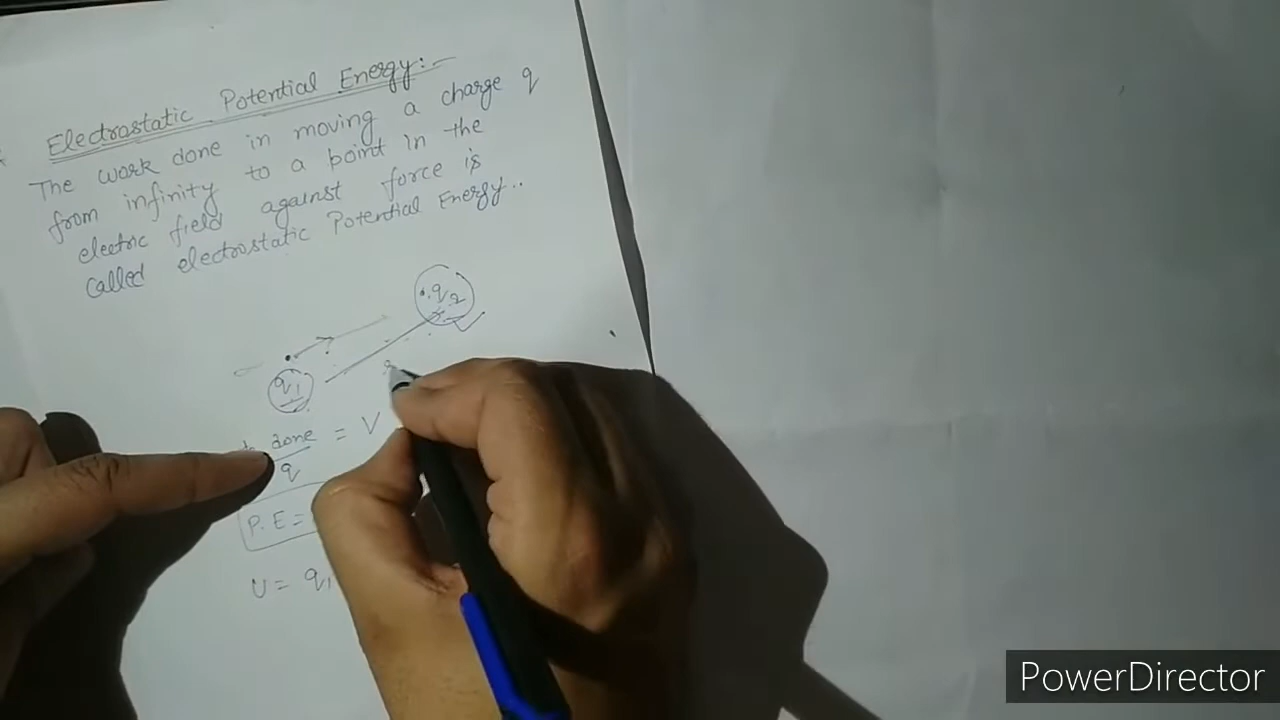 Electrostatic Potential Energy:-
The work done in moving a charge q
from infinity to a point in the
electric field against force is
called electrostatic Potential Energy..
q2
q1
done = V
q
P.E =
U = q1
PowerDirector